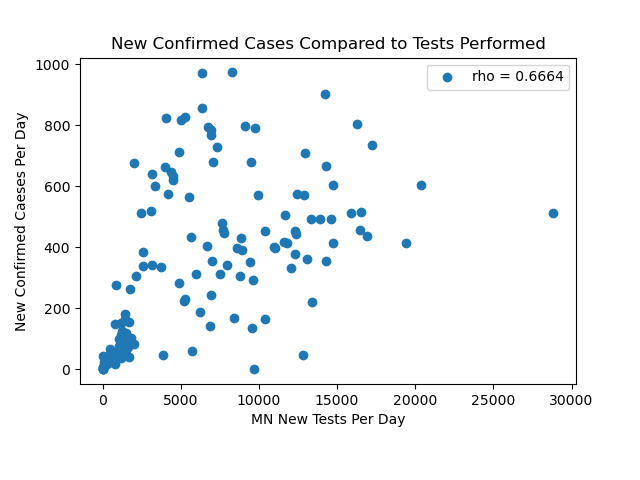 New Confirmed Cases Compared to Tests Performed
rho = 0.6664
New Confirmed Caeses Per Day
1000
800
600
400
200
0
0 5000 10000 15000 20000 25000 30000
MN New Tests Per Day